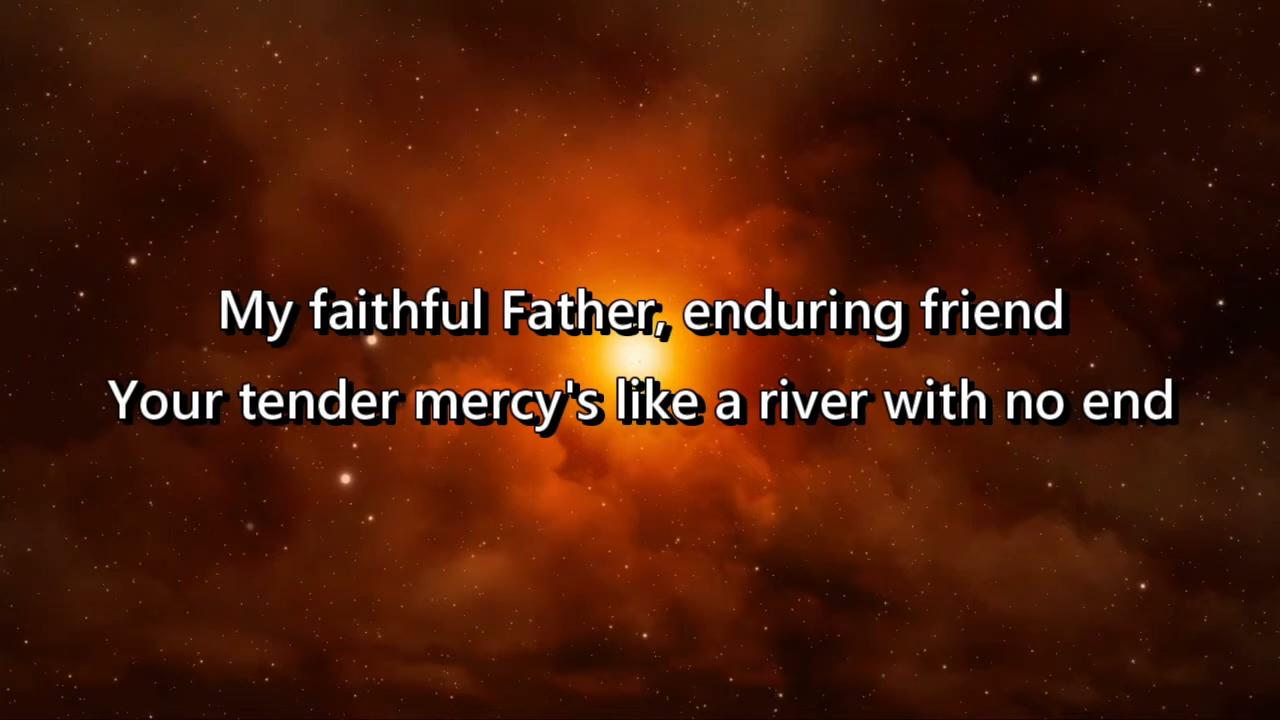 My faithful Father, enduring friend
Your tender mercy's like a river with no end